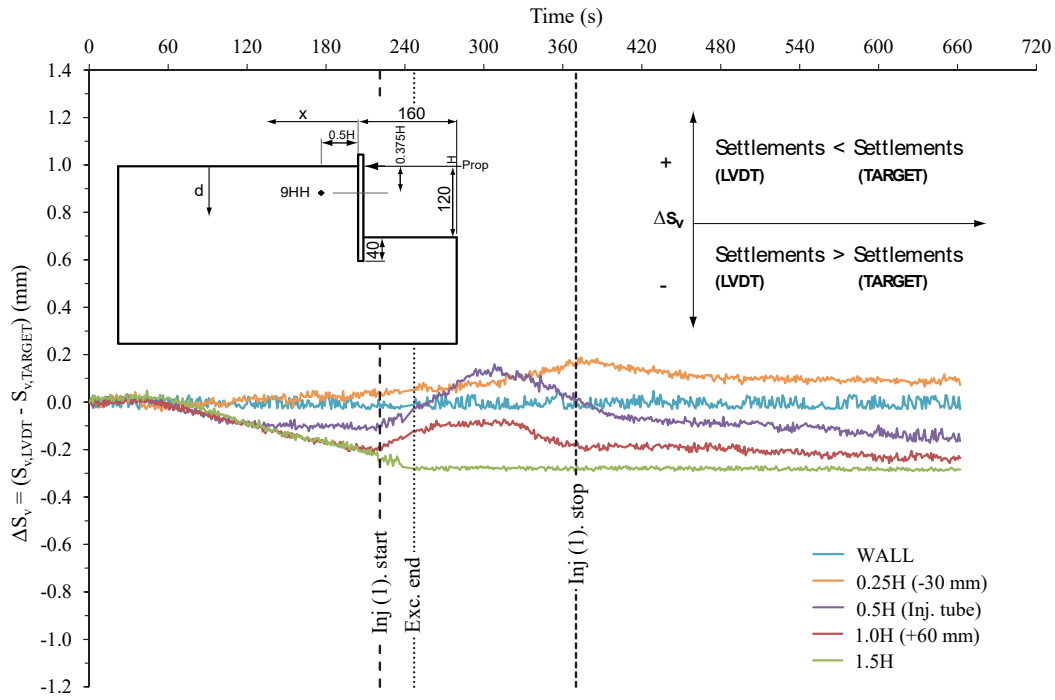 Time (s)
0 60 120 180 240 300 360 420 480 540 600 660 720
1.4
1.2
1.0
0.8
0.6
0.4
0.2
0.0
-0.2
-0.4
-0.6
-0.8
-1.0
-1.2
ΔSv = (Sv,LVDT - Sv,TARGET) (mm)
x
160
0.5H
0.375H
H
Prop
d
9HH
120
40
+
Settlements < Settlements
(LVDT) (TARGET)
ΔSv
Settlements > Settlements
(LVDT) (TARGET)
-
Inj (1). start
Exc. end
Inj (1). stop
WALL
0.25H (-30 mm)
0.5H (Inj. tube)
1.0H (+60 mm)
1.5H